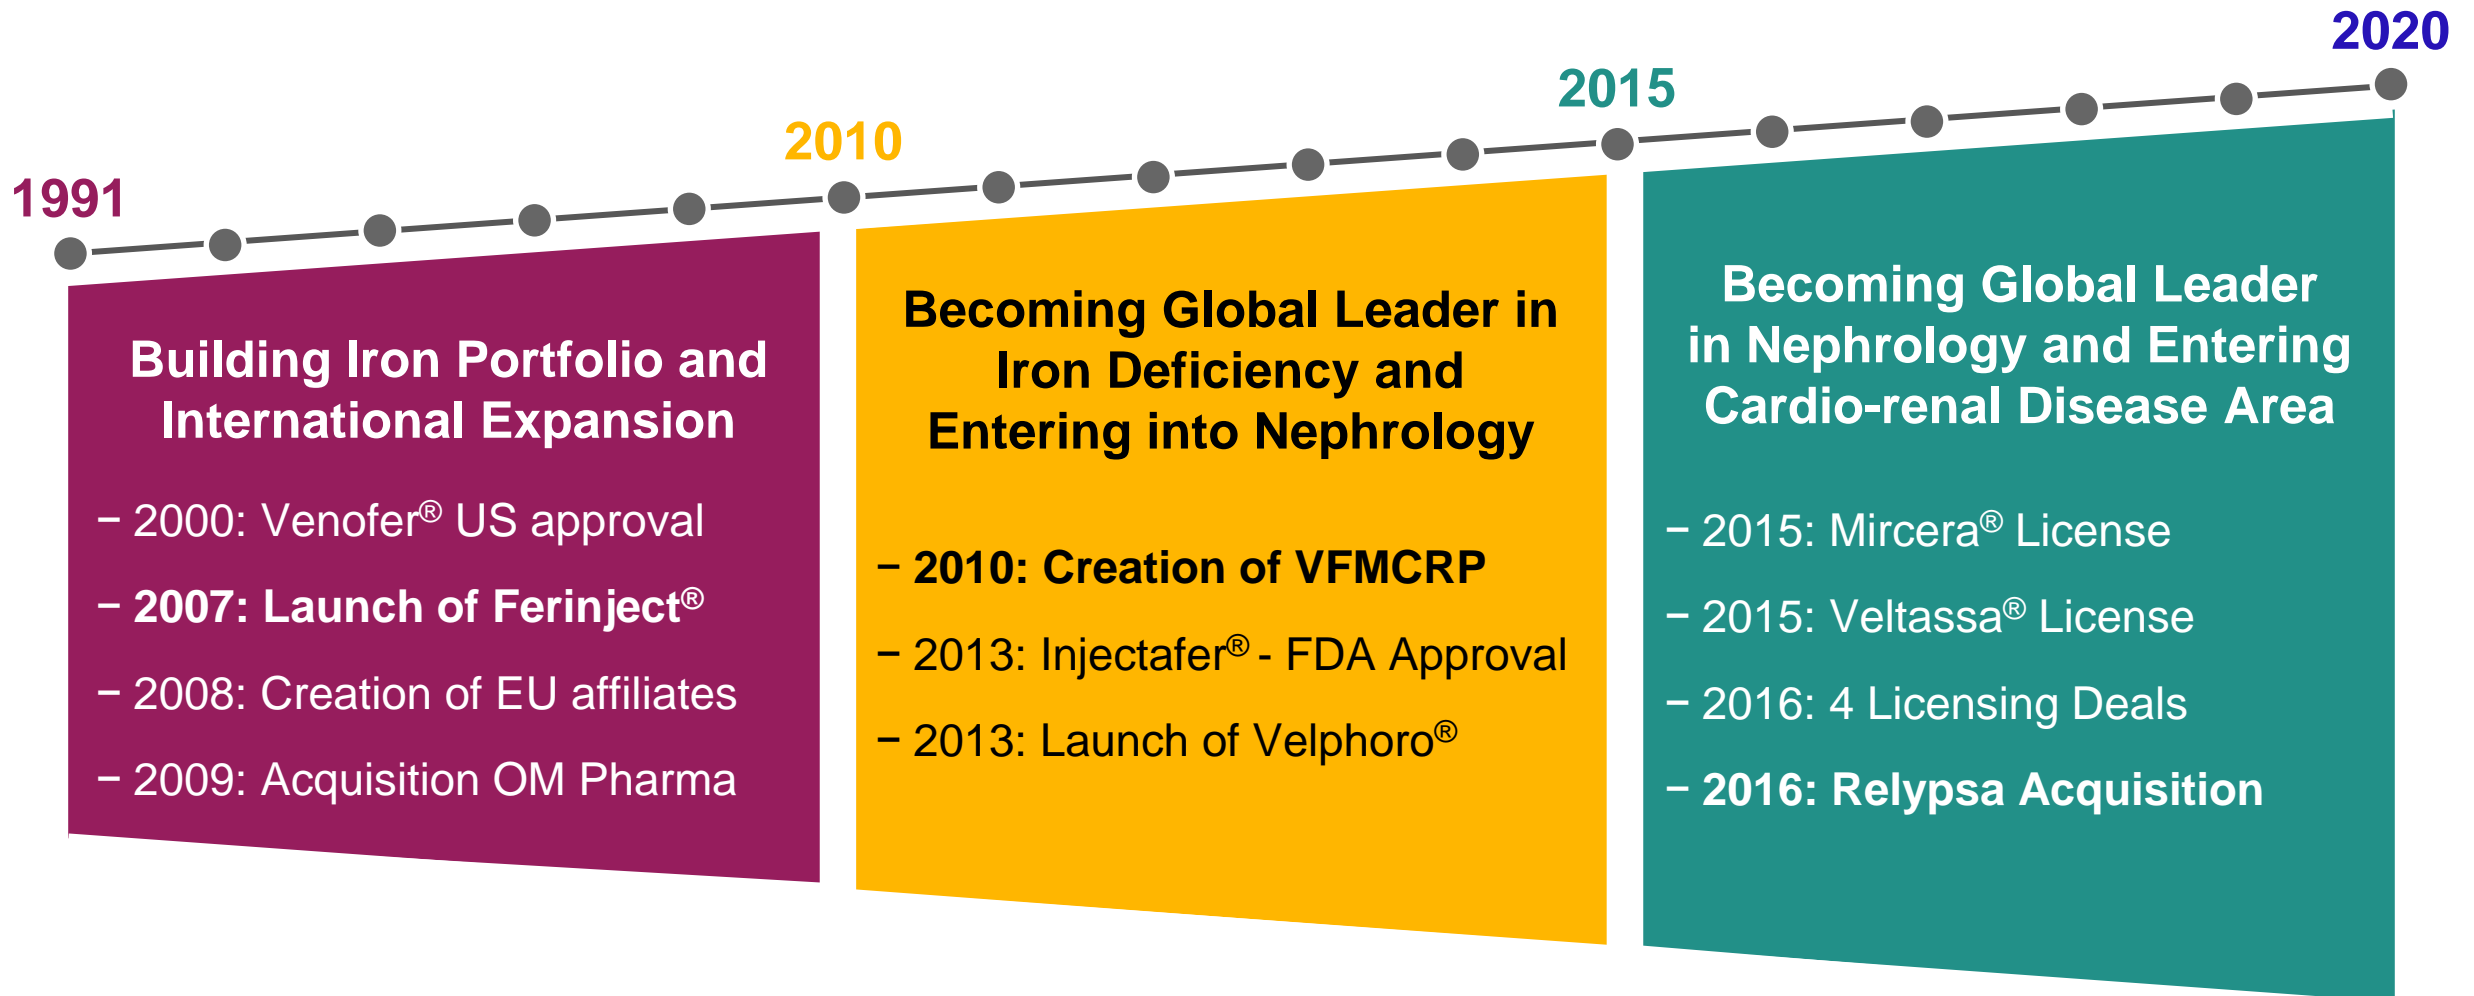 1991
2010
2015
2020
Building Iron Portfolio and
International Expansion
− 2000: Venofer® US approval
− 2007: Launch of Ferinject®
− 2008: Creation of EU affiliates
− 2009: Acquisition OM Pharma
Becoming Global Leader in
Iron Deficiency and
Entering into Nephrology
− 2010: Creation of VFMCRP
− 2013: Injectafer® - FDA Approval
− 2013: Launch of Velphoro®
Becoming Global Leader
in Nephrology and Entering
Cardio-renal Disease Area
− 2015: Mircera® License
− 2015: Veltassa® License
− 2016: 4 Licensing Deals
− 2016: Relypsa Acquisition